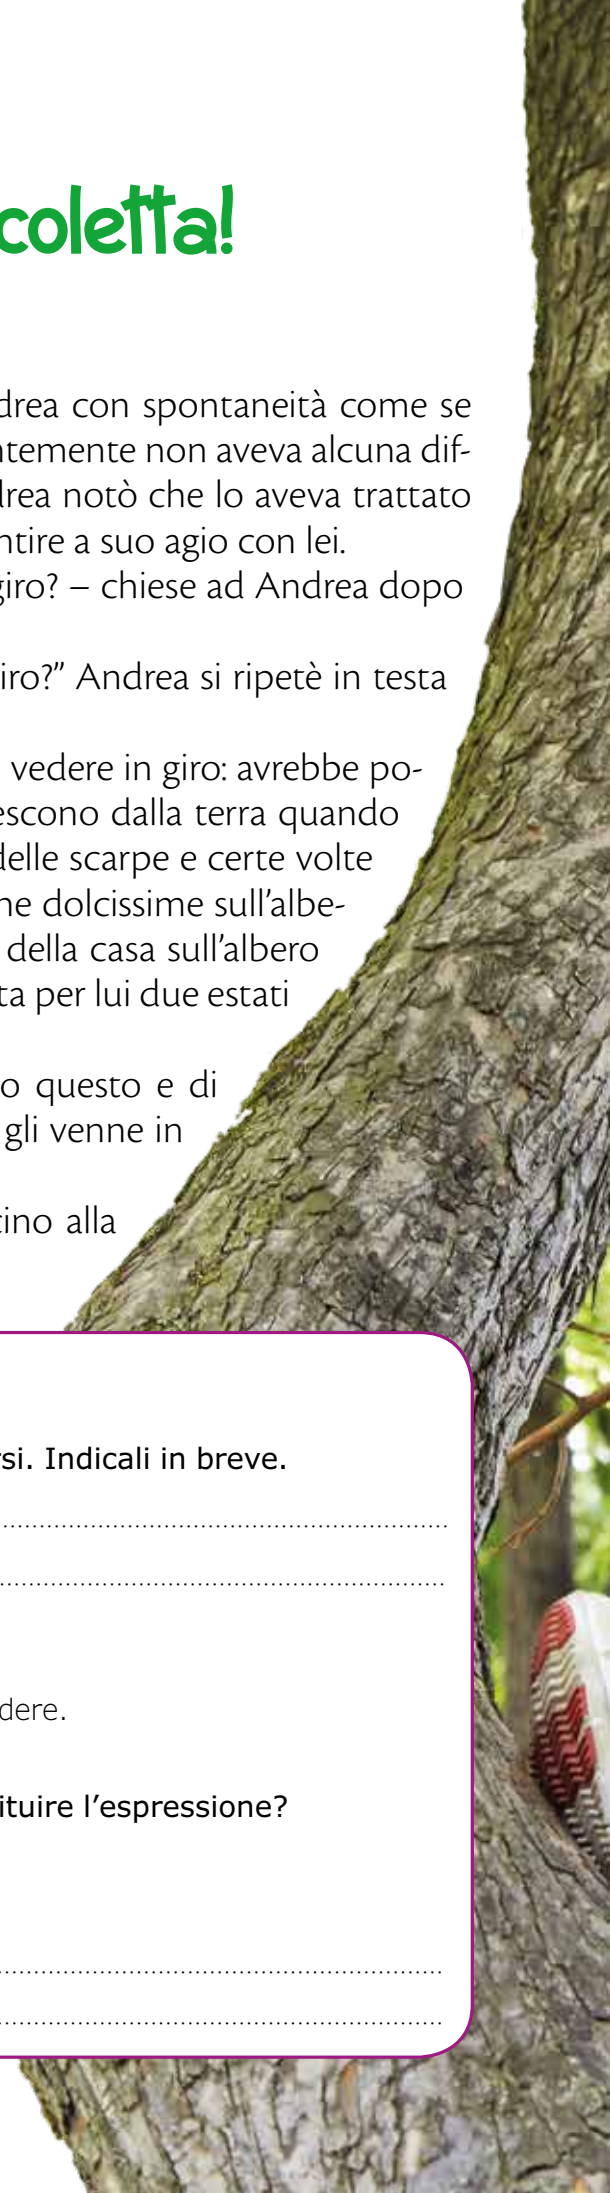 coletta!
drea con spontaneità come se
ntemente non aveva alcuna dif-
drea notò che lo aveva trattato
ntire a suo agio con lei.
giro? – chiese ad Andrea dopo
iro?” Andrea si ripetè in testa
vedere in giro: avrebbe po-
escono dalla terra quando
delle scarpe e certe volte
ne dolcissime sull’albe-
della casa sull’albero
ta per lui due estati
o questo e di
gli venne in
cino alla
rsi. Indicali in breve.
dere.
ituire l’espressione?